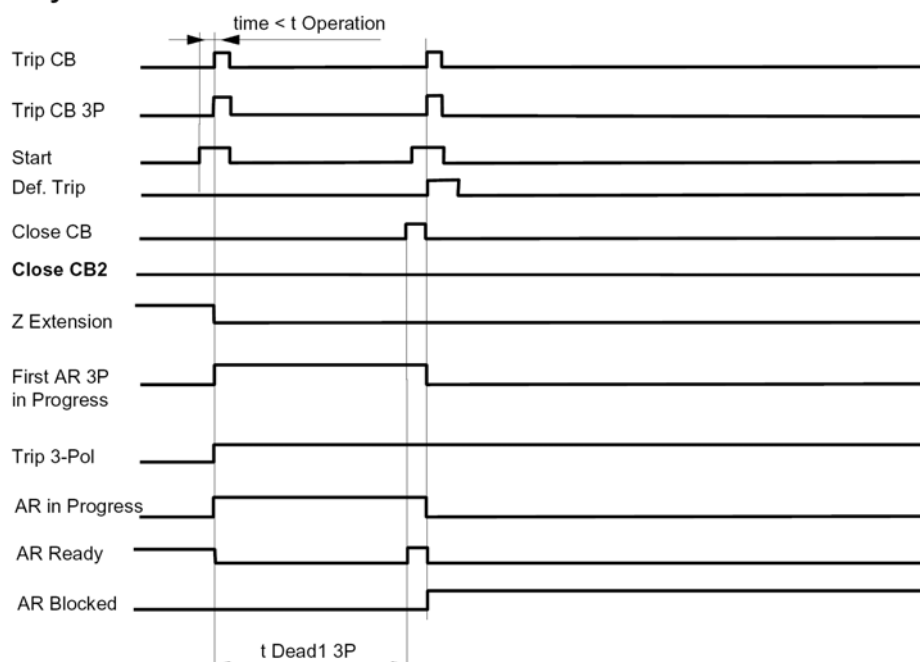 time < t Operation
Trip CB
Trip CB 3P
Start
Def. Trip
Close CB
Close CB2
Z Extension
First AR 3P
in Progress
Trip 3-Pol
AR in Progress
AR Ready
AR Blocked
t Dead1 3P